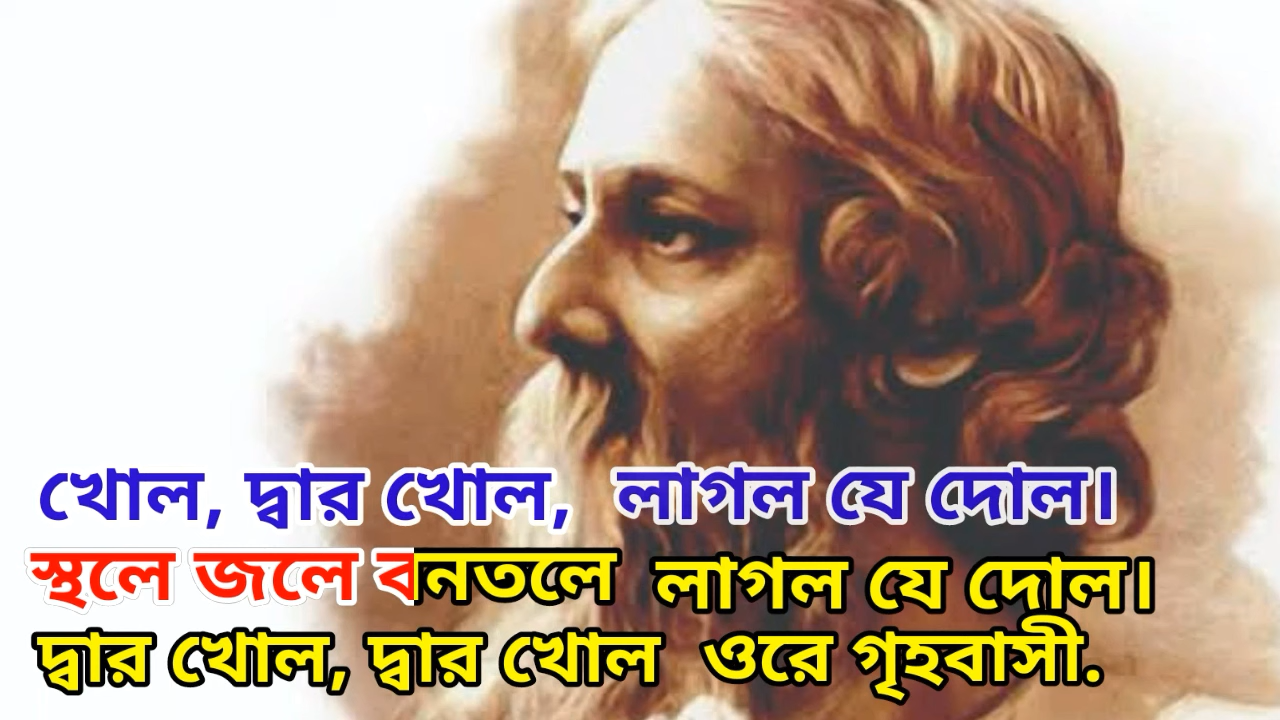 খোল, দ্বার খোল, লাগল যে দোল।
স্থলে জলে বনতলে লাগল যে দোল।
দ্বার খোল, দ্বার খোল ওরে গৃহবাসী.